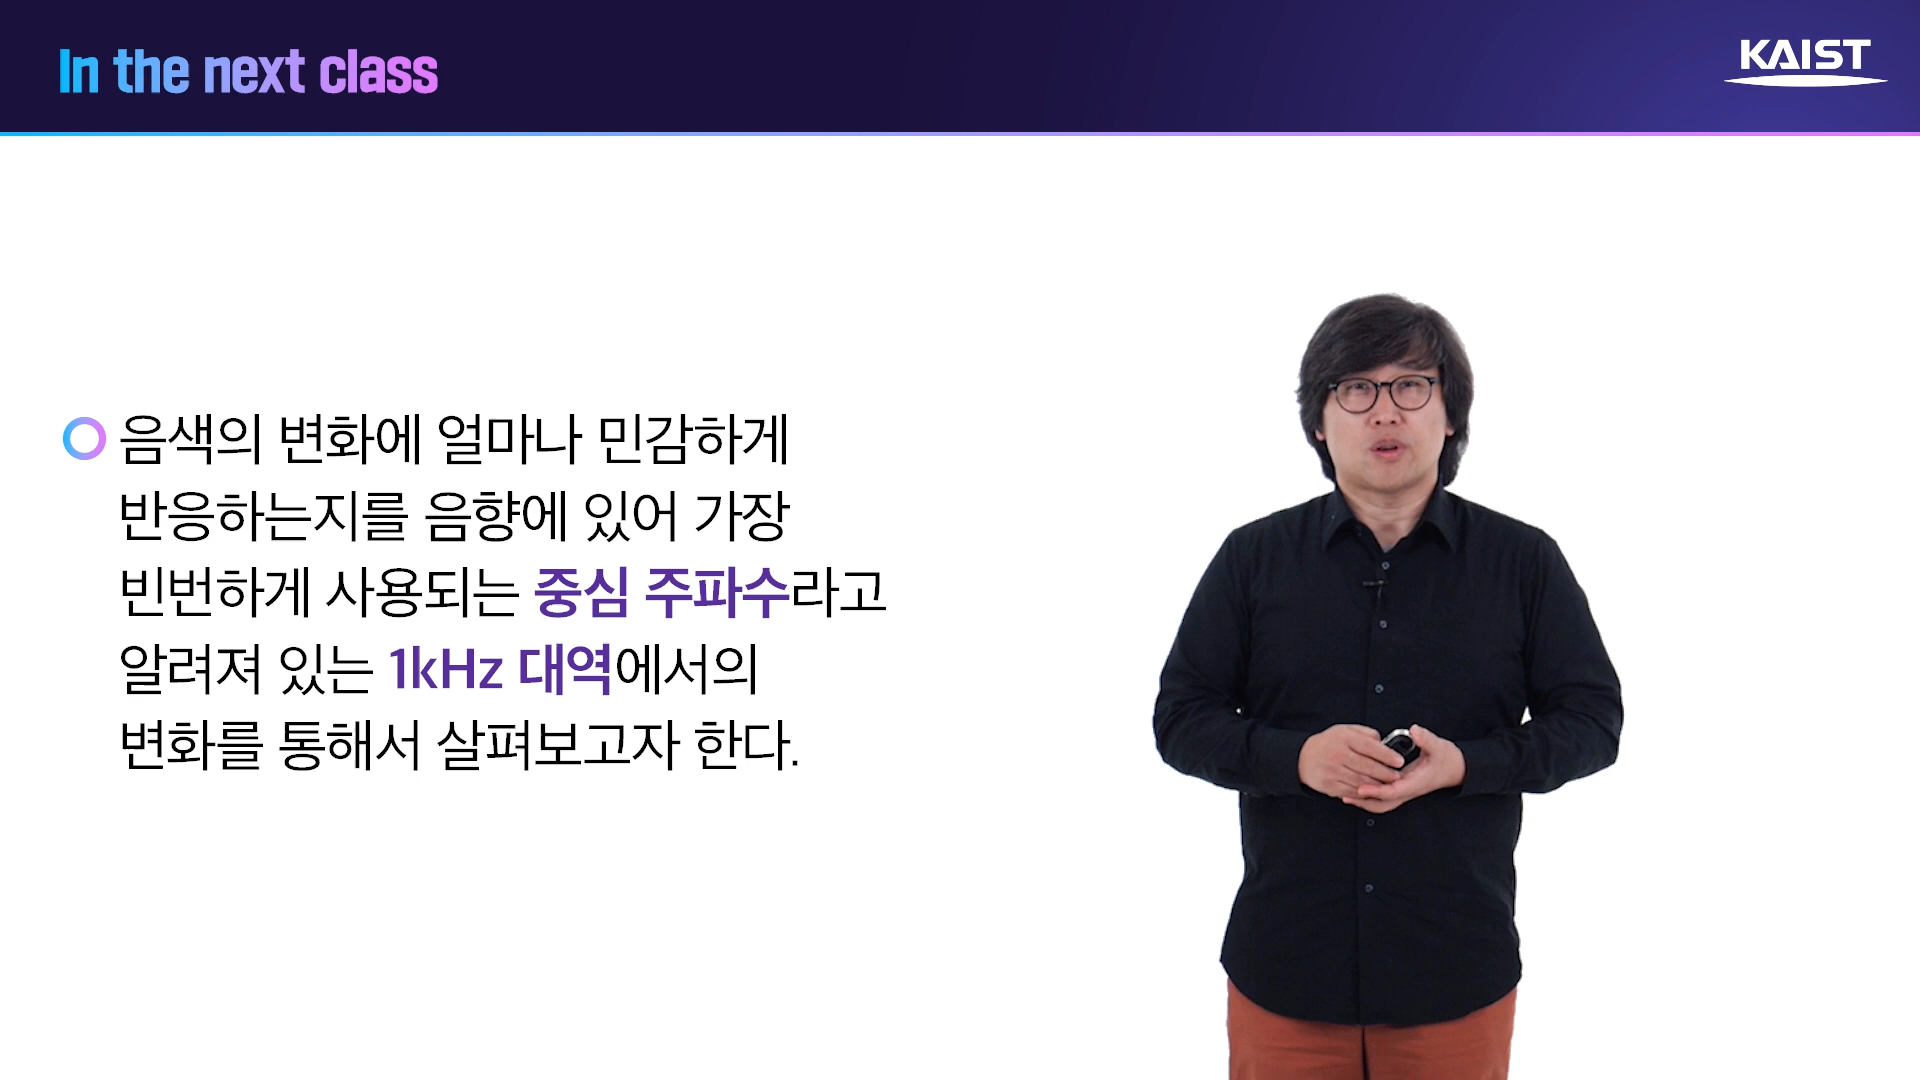 In the next class
KAIST
음색의 변화에 얼마나 민감하게
반응하는지를 음향에 있어 가장
빈번하게 사용되는 중심 주파수라고
알려져 있는 1kHz 대역에서의
변화를 통해서 살펴보고자 한다.